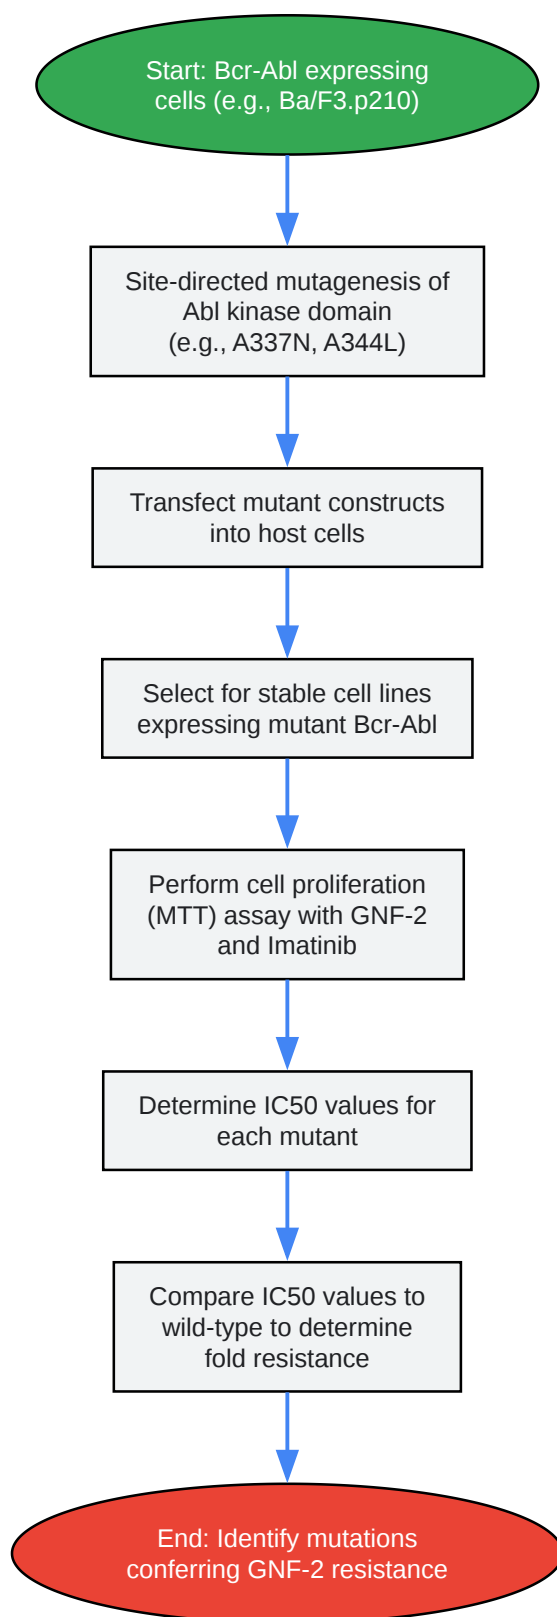 Start: Bcr-Abl expressing
cells (e.g., Ba/F3.p210)
Site-directed mutagenesis of
Abl kinase domain
(e.g., A337N, A344L)
Transfect mutant constructs
into host cells
Select for stable cell lines
expressing mutant Bcr-Abl
Perform cell proliferation
(MTT) assay with GNF-2
and Imatinib
Determine IC50 values for
each mutant
Compare IC50 values to
wild-type to determine
fold resistance
End: Identify mutations
conferring GNF-2 resistance